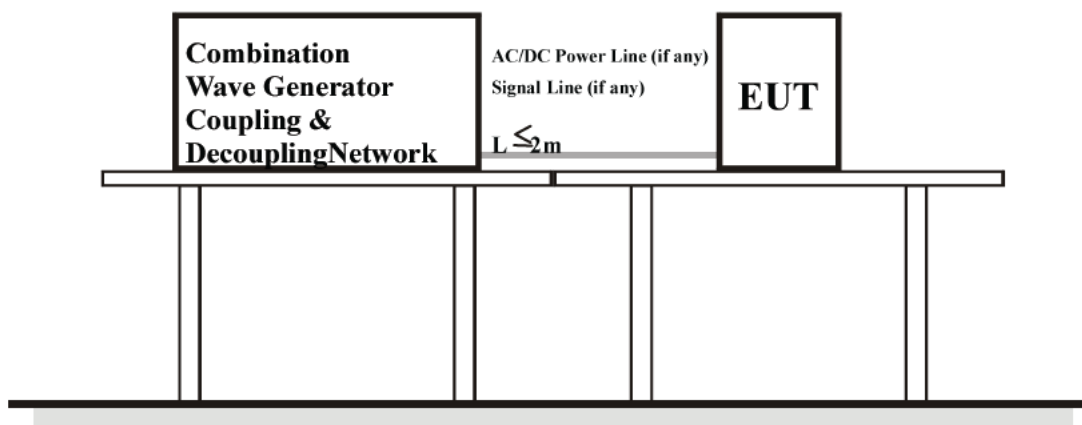 Combination
Wave Generator
Coupling &
DecouplingNetwork
AC/DC Power Line (if any)
Signal Line (if any)
L ≤2m
EUT